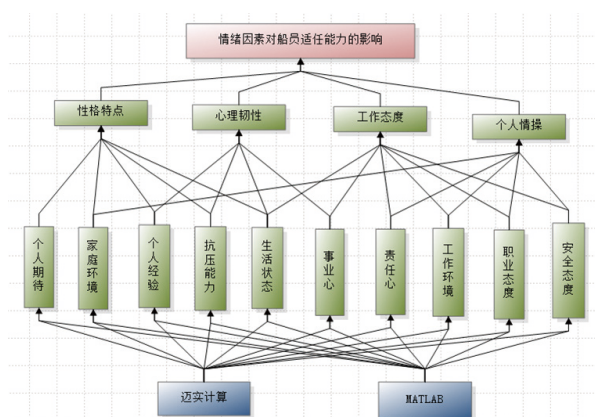 情绪因素对船员适任能力的影响
性格特点
心理韧性
工作态度
个人情操
个人期待
家庭环境
个人经验
抗压能力
生活状态
事业心
责任心
工作环境
职业态度
安全态度
迈实计算
MATLAB